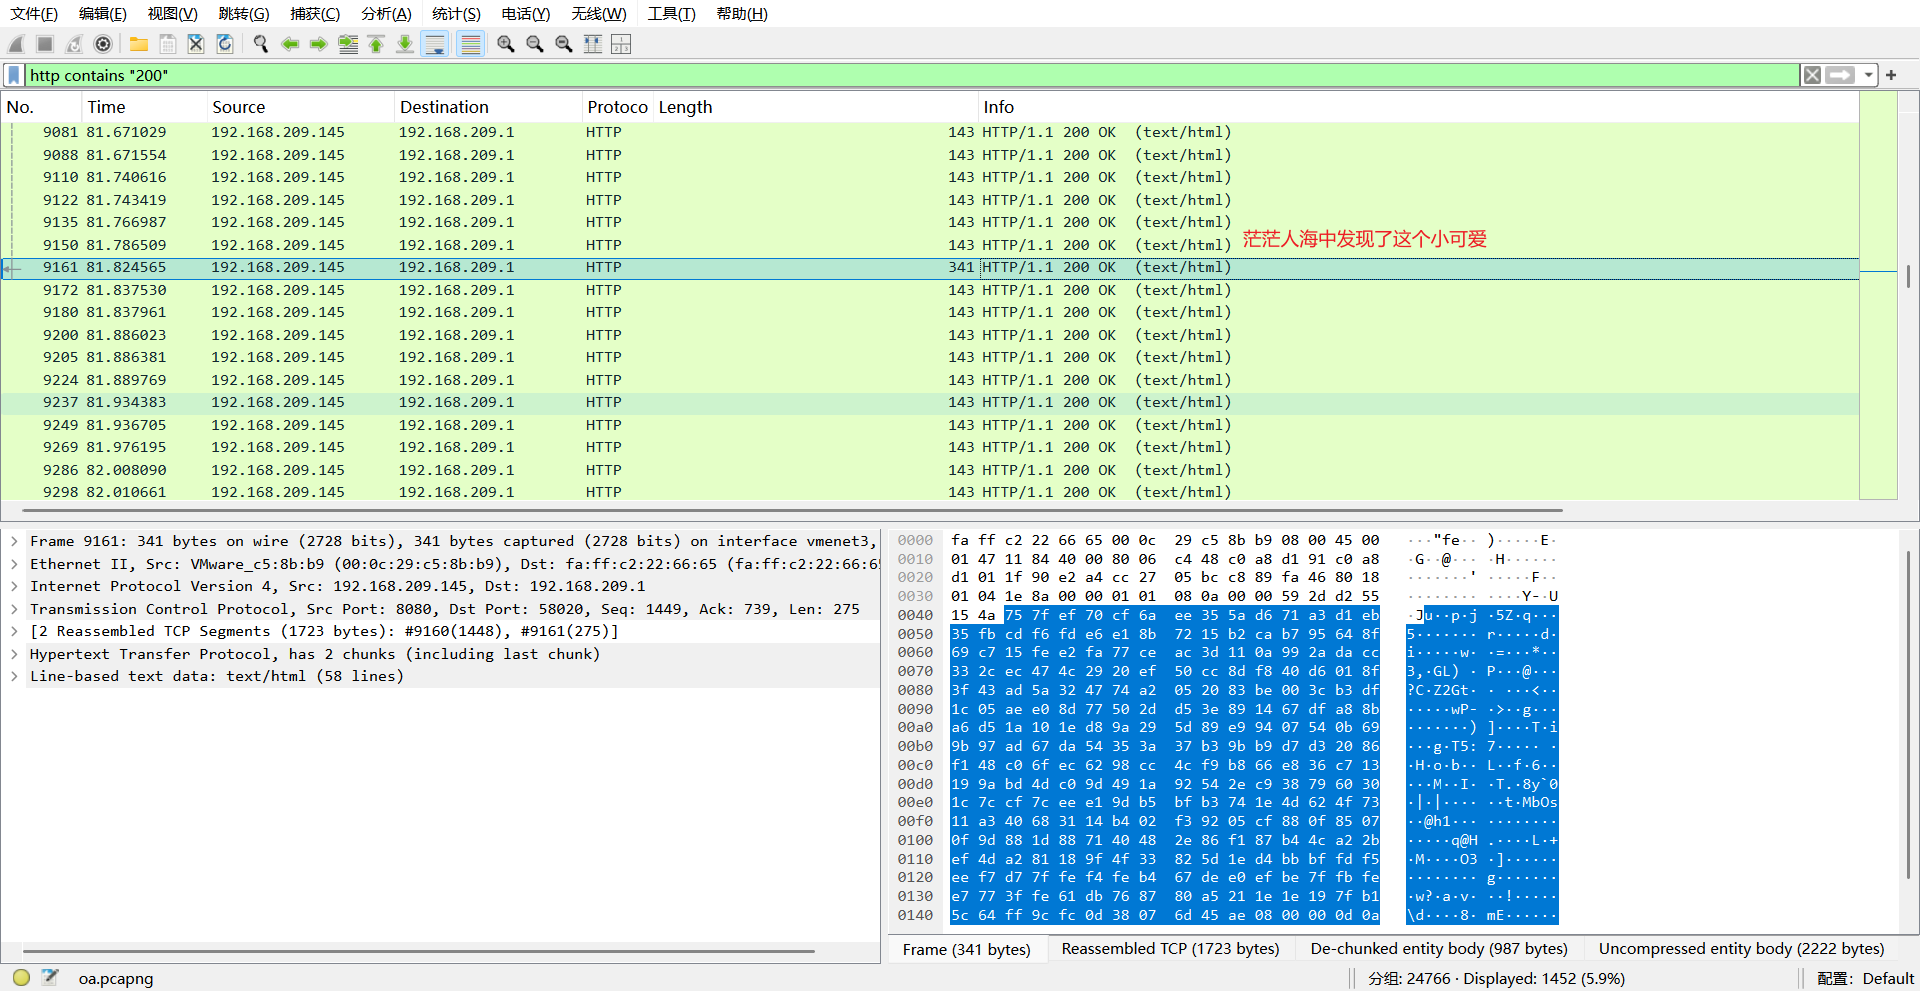 文件(F) 编辑(E) 视图(V) 跳转(G) 捕获(C) 分析(A) 统计(S) 电话(Y) 无线(W) 工具(T) 帮助(H)
http contains "200"
No. Time Source Destination Protoco Length Info
9081 81.671029 192.168.209.145 192.168.209.1 HTTP 143 HTTP/1.1 200 OK (text/html)
9088 81.671554 192.168.209.145 192.168.209.1 HTTP 143 HTTP/1.1 200 OK (text/html)
9110 81.740616 192.168.209.145 192.168.209.1 HTTP 143 HTTP/1.1 200 OK (text/html)
9122 81.743419 192.168.209.145 192.168.209.1 HTTP 143 HTTP/1.1 200 OK (text/html)
9135 81.766987 192.168.209.145 192.168.209.1 HTTP 143 HTTP/1.1 200 OK (text/html)
9150 81.786509 192.168.209.145 192.168.209.1 HTTP 143 HTTP/1.1 200 OK (text/html) 茫茫人海中发现了这个小可爱
9161 81.824565 192.168.209.145 192.168.209.1 HTTP 341 HTTP/1.1 200 OK (text/html)
9172 81.837530 192.168.209.145 192.168.209.1 HTTP 143 HTTP/1.1 200 OK (text/html)
9180 81.837961 192.168.209.145 192.168.209.1 HTTP 143 HTTP/1.1 200 OK (text/html)
9200 81.886023 192.168.209.145 192.168.209.1 HTTP 143 HTTP/1.1 200 OK (text/html)
9205 81.886381 192.168.209.145 192.168.209.1 HTTP 143 HTTP/1.1 200 OK (text/html)
9224 81.889769 192.168.209.145 192.168.209.1 HTTP 143 HTTP/1.1 200 OK (text/html)
9237 81.934383 192.168.209.145 192.168.209.1 HTTP 143 HTTP/1.1 200 OK (text/html)
9249 81.936705 192.168.209.145 192.168.209.1 HTTP 143 HTTP/1.1 200 OK (text/html)
9269 81.976195 192.168.209.145 192.168.209.1 HTTP 143 HTTP/1.1 200 OK (text/html)
9286 82.008090 192.168.209.145 192.168.209.1 HTTP 143 HTTP/1.1 200 OK (text/html)
9298 82.010661 192.168.209.145 192.168.209.1 HTTP 143 HTTP/1.1 200 OK (text/html)
Frame 9161: 341 bytes on wire (2728 bits), 341 bytes captured (2728 bits) on interface vmenet3,
Ethernet II, Src: VMware_c5:8b:b9 (00:0c:29:c5:8b:b9), Dst: fa:ff:c2:22:66:65 (fa:ff:c2:22:66:65
Internet Protocol Version 4, Src: 192.168.209.145, Dst: 192.168.209.1
Transmission Control Protocol, Src Port: 8080, Dst Port: 58020, Seq: 1449, Ack: 739, Len: 275
[2 Reassembled TCP Segments (1723 bytes): #9160(1448), #9161(275)]
Hypertext Transfer Protocol, has 2 chunks (including last chunk)
Line-based text data: text/html (58 lines)
0000 fa ff c2 22 66 65 00 0c 29 c5 8b b9 08 00 45 00 ···"fe·· )·····E·
0010 01 47 11 84 40 00 80 06 c4 48 c0 a8 d1 91 c0 a8 ·G··@··· ·H······
0020 d1 01 1f 90 e2 a4 cc 27 05 bc c8 89 fa 46 80 18 ·······' ·····F··
0030 01 04 1e 8a 00 00 01 01 08 0a 00 00 59 2d d2 55 ········ ····Y-·U
0040 15 4a 75 7f ef 70 cf 6a ee 35 5a d6 71 a3 d1 eb ·Ju··p·j ·5Z·q···
0050 35 fb cd f6 fd e6 e1 8b 72 15 b2 ca b7 95 64 8f 5······· r·····d·
0060 69 c7 15 fe e2 fa 77 ce ac 3d 11 0a 99 2a da cc i·····w· ·=···*··
0070 33 2c ec 47 4c 29 20 ef 50 cc 8d f8 40 d6 01 8f 3,·GL) · P···@···
0080 3f 43 ad 5a 32 47 74 a2 05 20 83 be 00 3c b3 df ?C·Z2Gt· · ···<··
0090 1c 05 ae e0 8d 77 50 2d d5 3e 89 14 67 df a8 8b ·····wP- ·>··g···
00a0 a6 d5 1a 10 1e d8 9a 29 5d 89 e9 94 07 54 0b 69 ·······) ]····T·i
00b0 9b 97 ad 67 da 54 35 3a 37 b3 9b b9 d7 d3 20 86 ···g·T5: 7····· ·
00c0 f1 48 c0 6f ec 62 98 cc 4c f9 b8 66 e8 36 c7 13 ·H·o·b·· L··f·6··
00d0 19 9a bd 4d c0 9d 49 1a 92 54 2e c9 38 79 60 30 ···M··I· ·T.·8y`0
00e0 1c 7c cf 7c ee e1 9d b5 bf b3 74 1e 4d 62 4f 73 ·|·|···· ··t·MbOs
00f0 11 a3 40 68 31 14 b4 02 f3 92 05 cf 88 0f 85 07 ··@h1··· ········
0100 0f 9d 88 1d 88 71 40 48 2e 86 f1 87 b4 4c a2 2b ·····q@H .····L·+
0110 ef 4d a2 81 18 9f 4f 33 82 5d 1e d4 bb bf fd f5 ·M····O3 ·]······
0120 ee f7 d7 7f fe f4 fe b4 67 de e0 ef be 7f fb fe ········ g·······
0130 e7 77 3f fe 61 db 76 87 80 a5 21 1e 1e 19 7f b1 ·w?·a·v· ··!·····
0140 5c 64 ff 9c fc 0d 38 07 6d 45 ae 08 00 00 0d 0a \d····8· mE······
Frame (341 bytes) Reassembled TCP (1723 bytes) De-chunked entity body (987 bytes) Uncompressed entity body (2222 bytes)
oa.pcapng 分组: 24766 · Displayed: 1452 (5.9%) 配置: Default